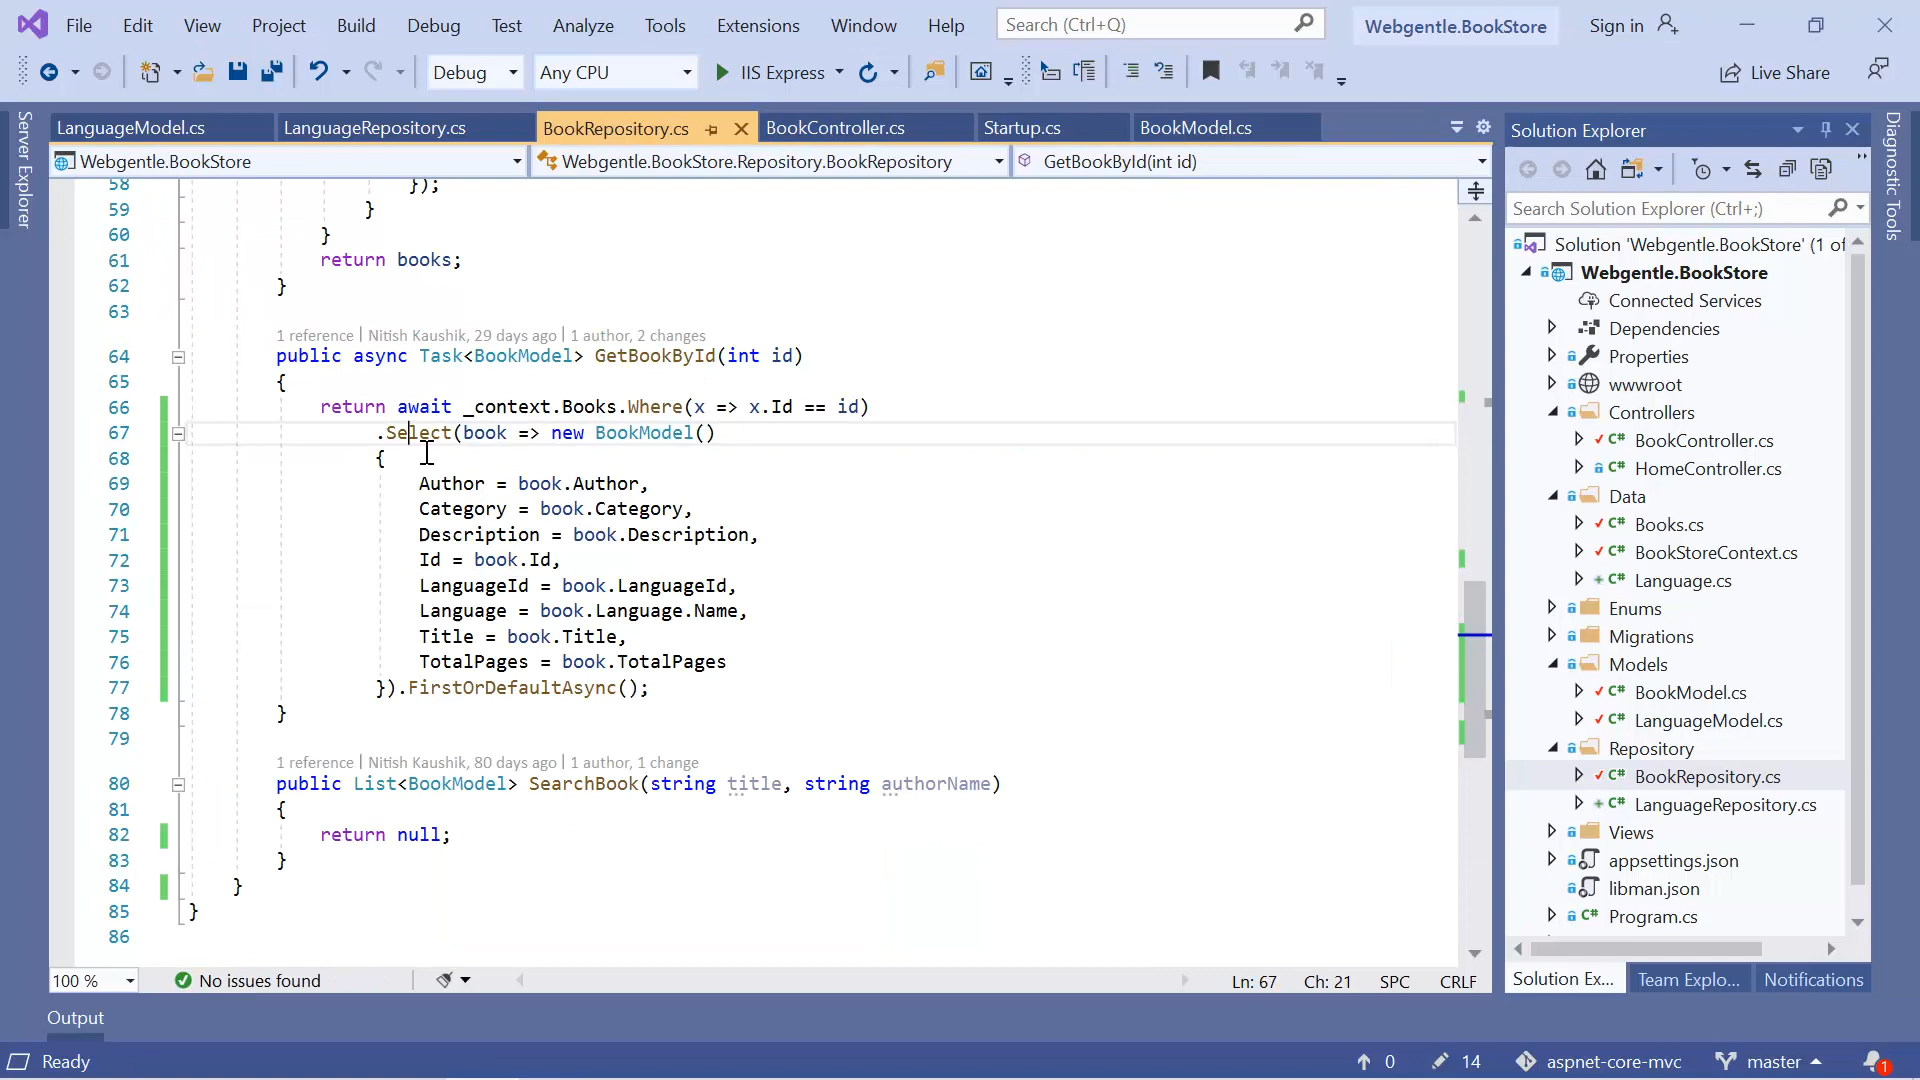 File Edit View Project Build Debug Test Analyze Tools Extensions Window Help Search (Ctrl+Q) Webgentle.BookStore Sign in
Debug Any CPU IIS Express Live Share
Server Explorer
LanguageModel.cs LanguageRepository.cs BookRepository.cs BookController.cs Startup.cs BookModel.cs
Webgentle.BookStore Webgentle.BookStore.Repository.BookRepository GetBookById(int id)
58 });
59 }
60 }
61 return books;
62 }
63
1 reference | Nitish Kaushik, 29 days ago | 1 author, 2 changes
64 public async Task<BookModel> GetBookById(int id)
65 {
66 return await _context.Books.Where(x => x.Id == id)
67 .Select(book => new BookModel()
68 {
69 Author = book.Author,
70 Category = book.Category,
71 Description = book.Description,
72 Id = book.Id,
73 LanguageId = book.LanguageId,
74 Language = book.Language.Name,
75 Title = book.Title,
76 TotalPages = book.TotalPages
77 }).FirstOrDefaultAsync();
78 }
79
1 reference | Nitish Kaushik, 80 days ago | 1 author, 1 change
80 public List<BookModel> SearchBook(string title, string authorName)
81 {
82 return null;
83 }
84 }
85 }
86
100 % No issues found Ln: 67 Ch: 21 SPC CRLF
Solution Explorer
Search Solution Explorer (Ctrl+;)
Solution 'Webgentle.BookStore' (1 of
Webgentle.BookStore
Connected Services
Dependencies
Properties
wwwroot
Controllers
C# BookController.cs
C# HomeController.cs
Data
C# Books.cs
C# BookStoreContext.cs
C# Language.cs
Enums
Migrations
Models
C# BookModel.cs
C# LanguageModel.cs
Repository
C# BookRepository.cs
C# LanguageRepository.cs
Views
appsettings.json
libman.json
C# Program.cs
Solution Ex... Team Explo... Notifications
Diagnostic Tools
Output
Ready 0 14 aspnet-core-mvc master 1